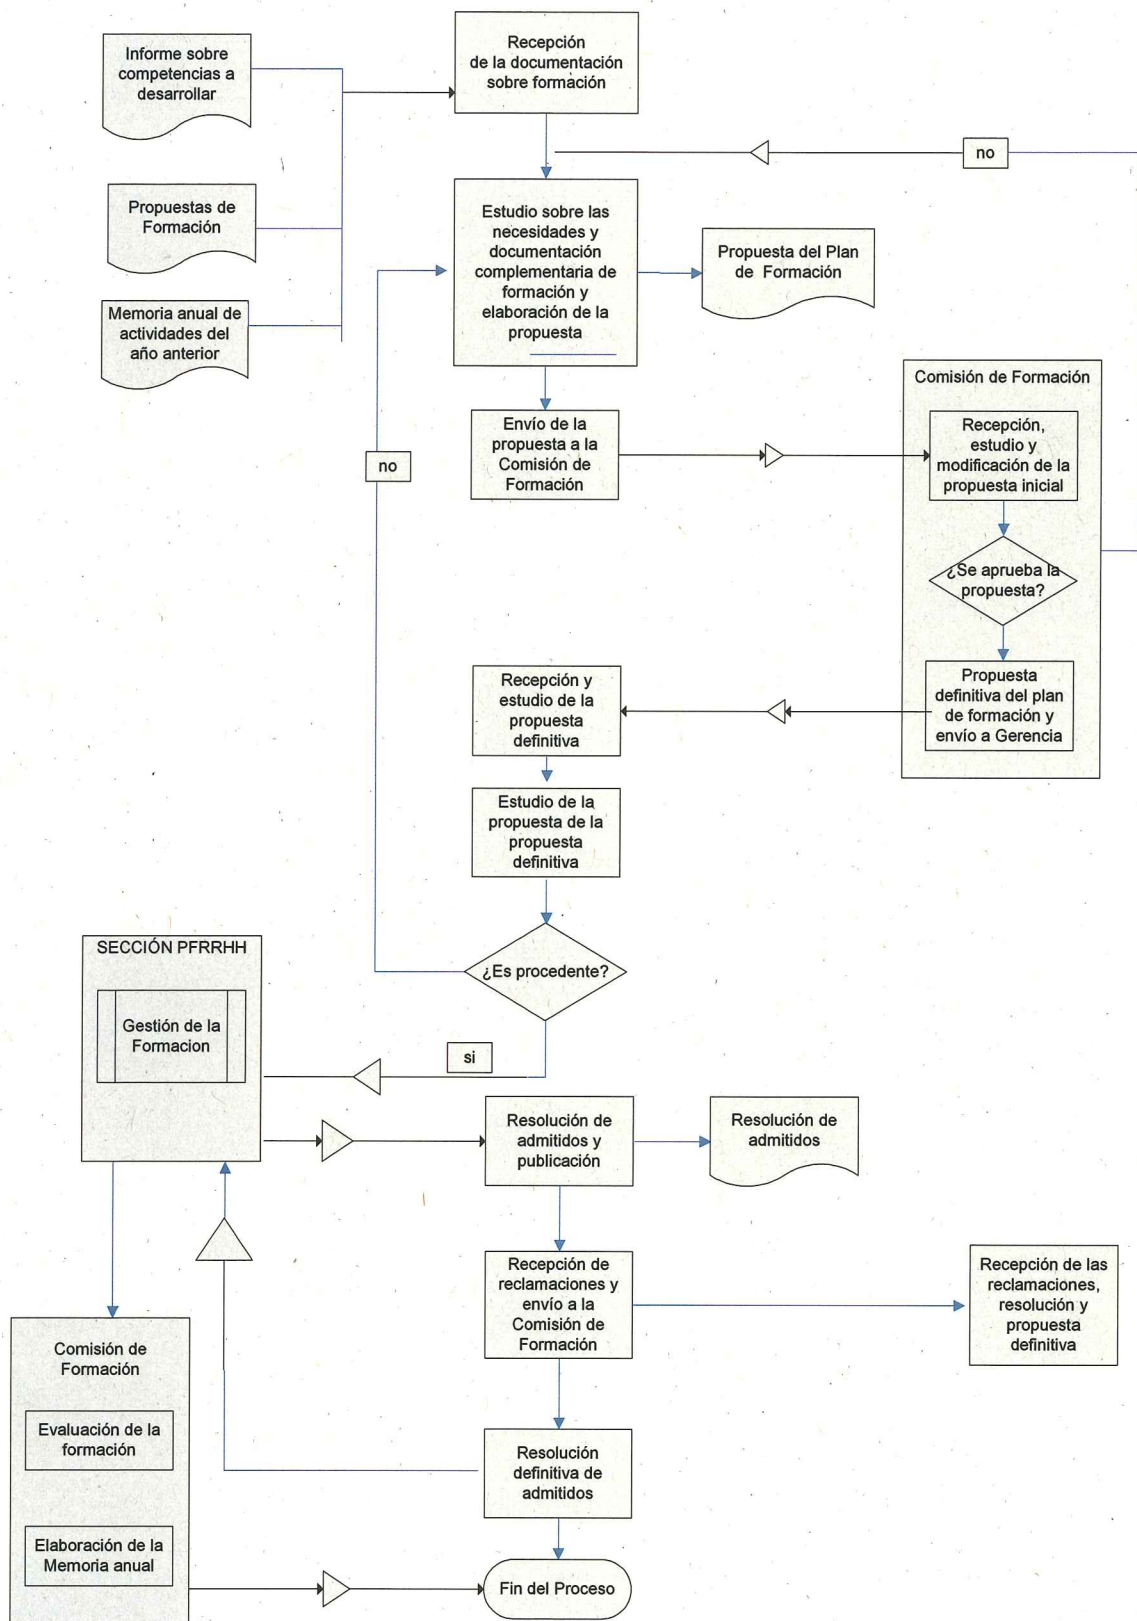 Informe sobre
competencias a
desarrollar
Recepción
de la documentación
sobre formación
no
Propuestas de
Formación
Estudio sobre las
necesidades y
documentación
complementaria de
formación y
elaboración de la
propuesta
Propuesta del Plan
de Formación
Memoria anual de
actividades del
año anterior
Comisión de Formación
Envío de la
propuesta a la
Comisión de
Formación
Recepción,
estudio y
modificación de la
propuesta inicial
no
¿Se aprueba la
propuesta?
Recepción y
estudio de la
propuesta
definitiva
Propuesta
definitiva del plan
de formación y
envío a Gerencia
Estudio de la
propuesta de la
propuesta
definitiva
SECCIÓN PFRRHH
¿Es procedente?
Gestión de la
Formacion
si
Resolución de
admitidos y
publicación
Resolución de
admitidos
Recepción de
reclamaciones y
envío a la
Comisión de
Formación
Recepción de las
reclamaciones,
resolución y
propuesta
definitiva
Comisión de
Formación
Evaluación de la
formación
Resolución
definitiva de
admitidos
Elaboración de la
Memoria anual
Fin del Proceso